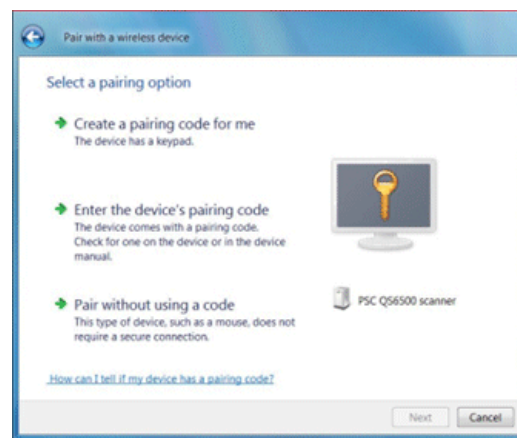 Pair with a wireless device
Select a pairing option
Create a pairing code for me
The device has a keypad.
Enter the device's pairing code
The device comes with a pairing code.
Check for one on the device or in the device
manual.
Pair without using a code
This type of device, such as a mouse, does not
require a secure connection.
PSC QS6500 scanner
How can I tell if my device has a pairing code?
Next
Cancel